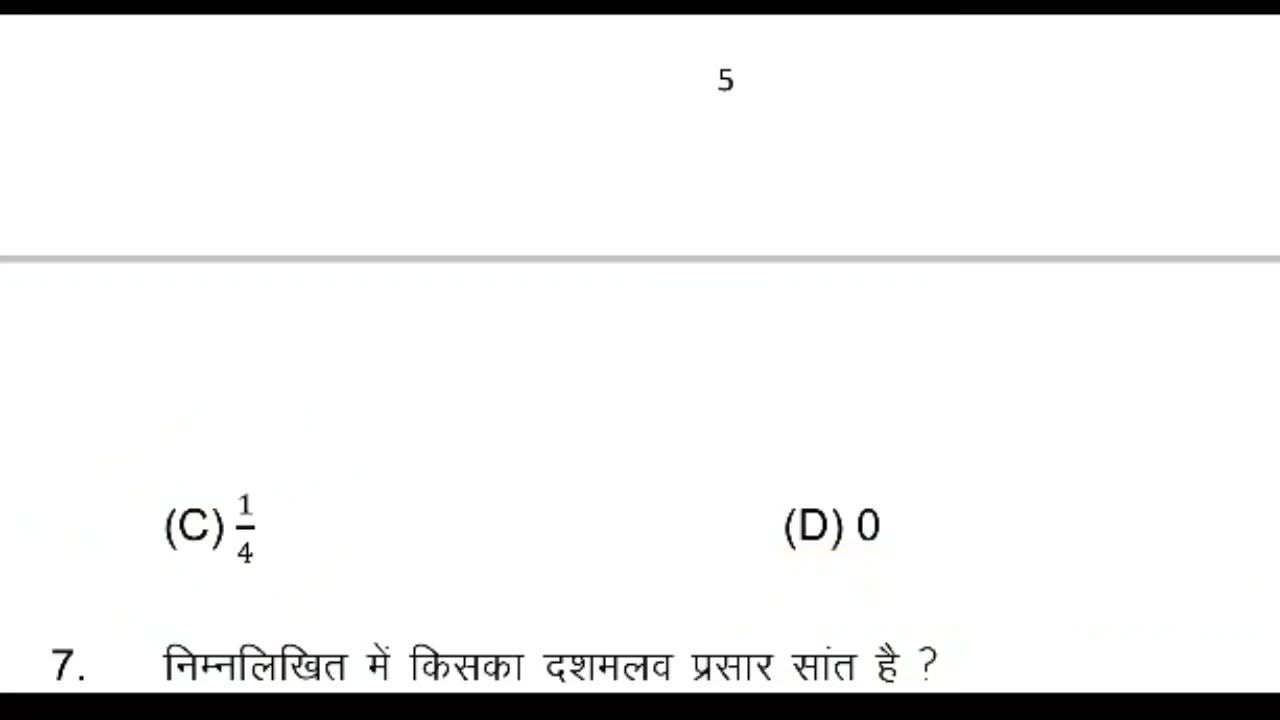 5
(C) 1/4 (D) 0
7. निम्नलिखित में किसका दशमलव प्रसार सांत है ?